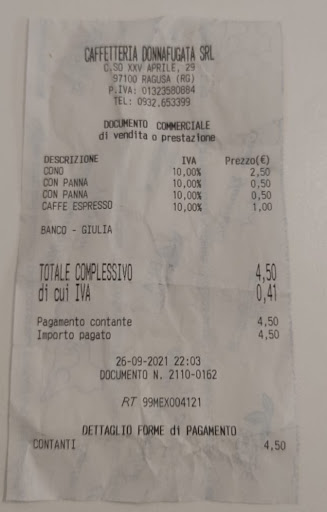 CAFFETTERIA DONNAFUGATA SRL
C.SO XXV APRILE, 29
97100 RAGUSA (RG)
P.IVA: 01323580884
TEL: 0932.653399
DOCUMENTO COMMERCIALE
di vendita o prestazione
DESCRIZIONE IVA Prezzo(€)
CONO 10,00% 2,50
CON PANNA 10,00% 0,50
CON PANNA 10,00% 0,50
CAFFE ESPRESSO 10,00% 1,00
BANCO - GIULIA
TOTALE COMPLESSIVO 4,50
di cui IVA 0,41
Pagamento contante 4,50
Importo pagato 4,50
26-09-2021 22:03
DOCUMENTO N. 2110-0162
RT 99MEX004121
DETTAGLIO FORME di PAGAMENTO
CONTANTI 4,50